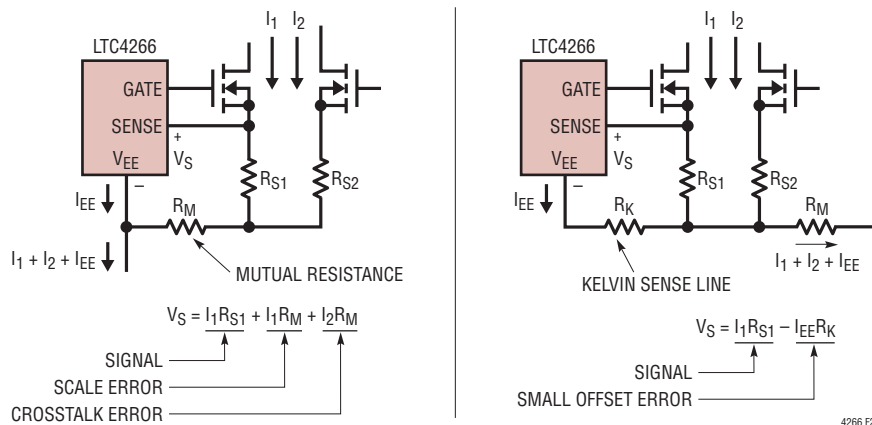 I1 I2
LTC4266
GATE
SENSE
+
VS
VEE
–
RS1
RS2
IEE
RM
I1 + I2 + IEE
MUTUAL RESISTANCE
VS = I1RS1 + I1RM + I2RM
SIGNAL
SCALE ERROR
CROSSTALK ERROR
I1 I2
LTC4266
GATE
SENSE
+
VS
VEE
–
RS1
RS2
IEE
RK
RM
I1 + I2 + IEE
KELVIN SENSE LINE
VS = I1RS1 – IEERK
SIGNAL
SMALL OFFSET ERROR